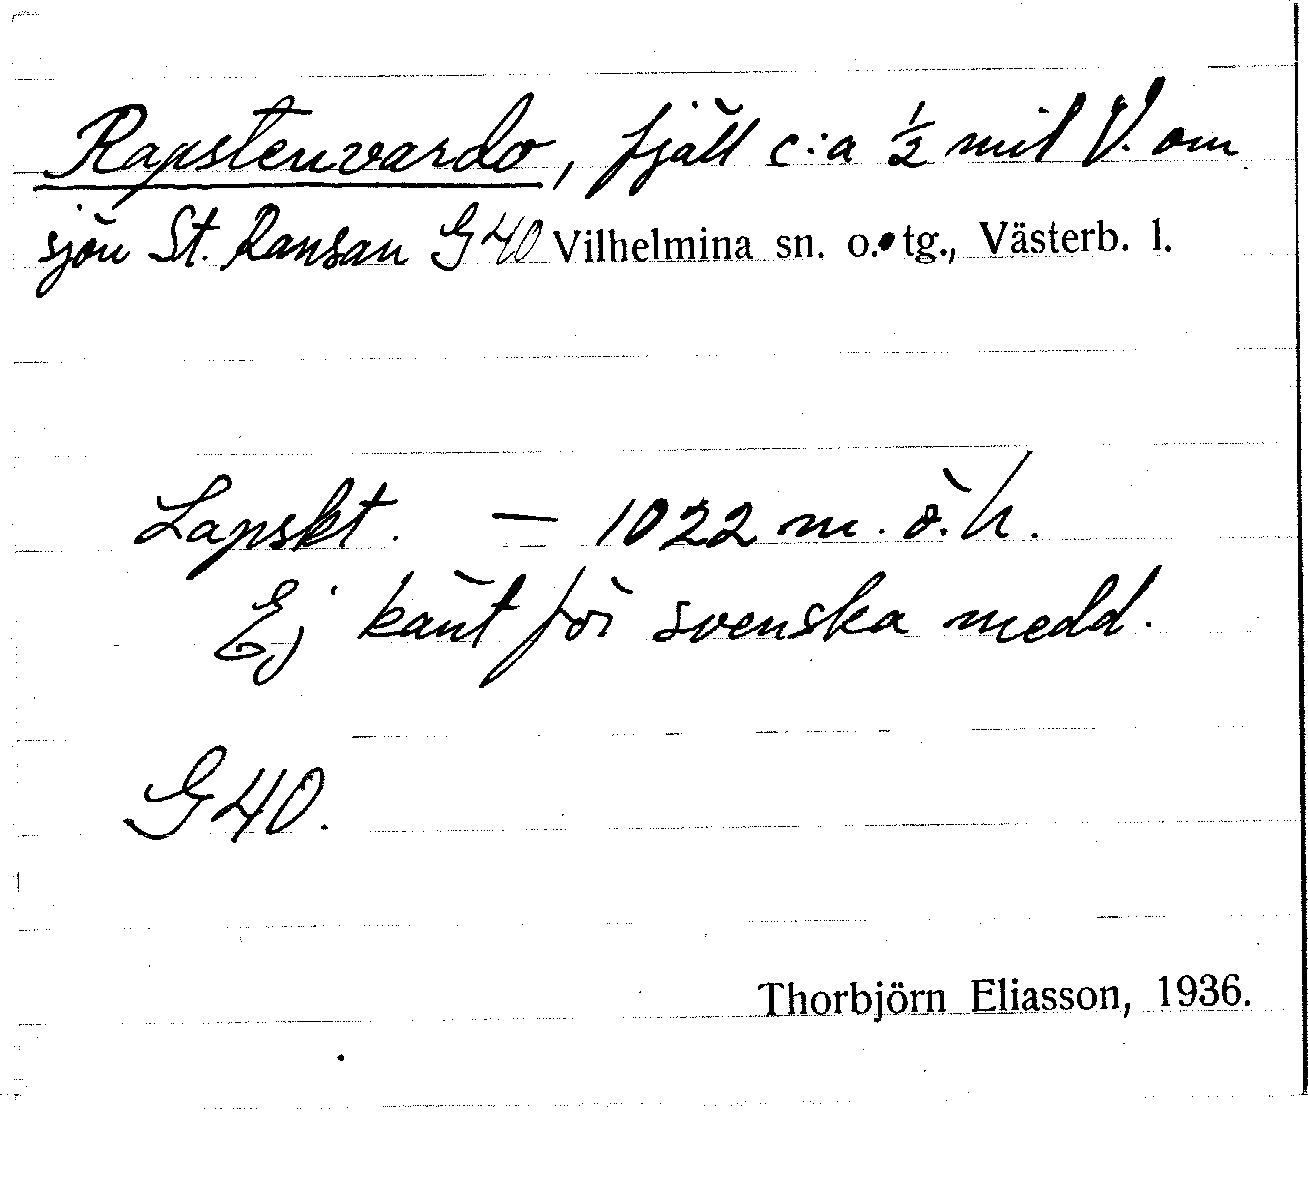 Rapstenvardo, fjäll c:a ½ mil V. om
sjön St. Ransan G40 Vilhelmina sn. o. tg., Västerb. l.
Lapskt. — 1022 m. ö. h.
Ej känt för svenska medd.
G40.
Thorbjörn Eliasson, 1936.